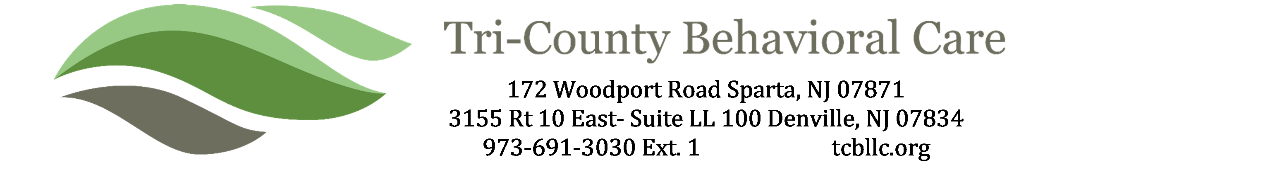 Tri-County Behavioral Care
172 Woodport Road Sparta, NJ 07871
3155 Rt 10 East- Suite LL 100 Denville, NJ 07834
973-691-3030 Ext. 1 tcbllc.org